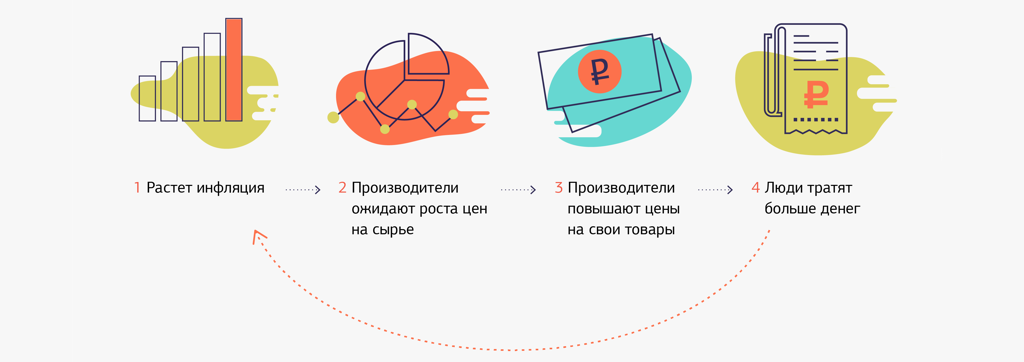 1 Растет инфляция
2 Производители
ожидают роста цен
на сырье
3 Производители
повышают цены
на свои товары
4 Люди тратят
больше денег
₽
₽